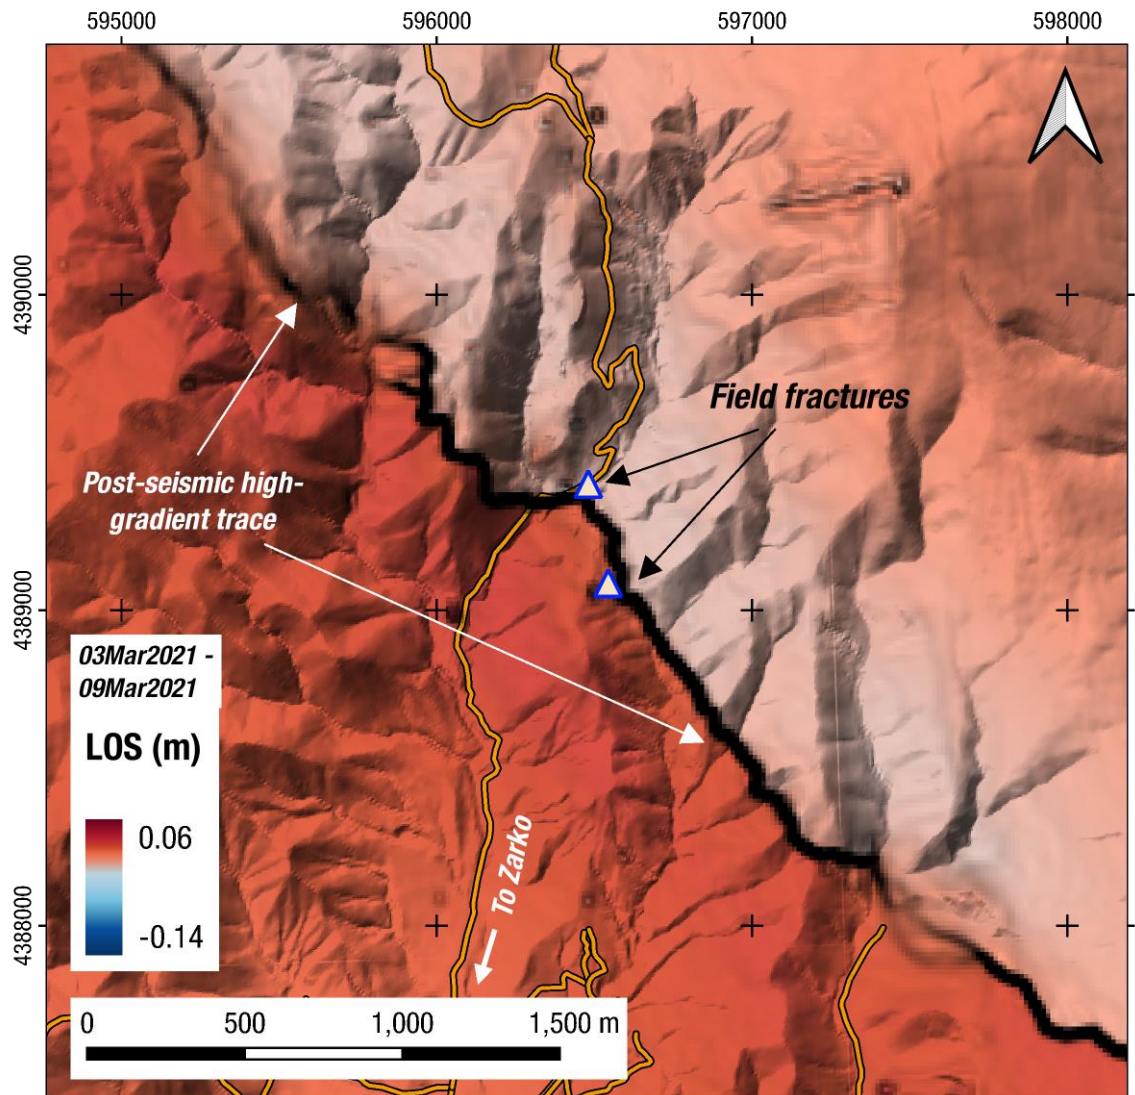 595000
596000
597000
598000
4390000
4389000
4388000
Field fractures
Post-seismic high-
gradient trace
03Mar2021 -
09Mar2021
LOS (m)
0.06
-0.14
To Zarko
0
500
1,000
1,500 m